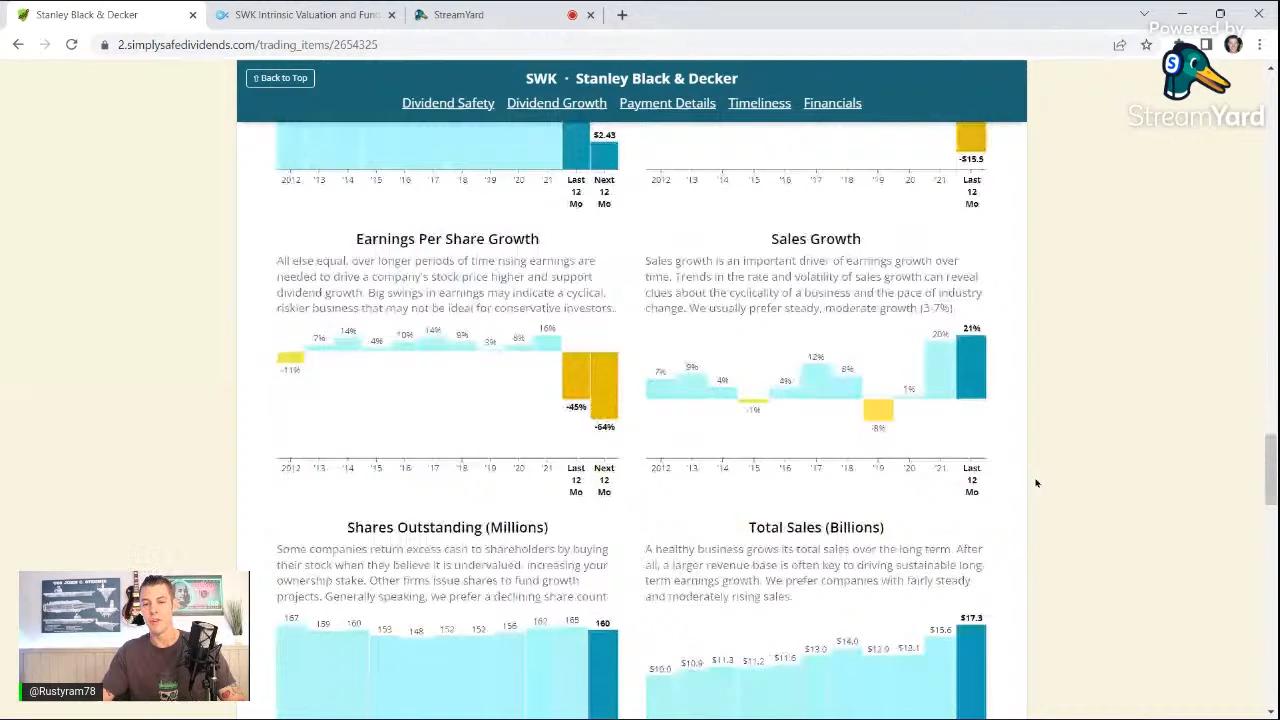 Stanley Black & Decker
SWK Intrinsic Valuation and Fun
StreamYard
2.simplysafedividends.com/trading_items/2654325
Powered by
StreamYard
⇧ Back to Top
SWK · Stanley Black & Decker
Dividend Safety Dividend Growth Payment Details Timeliness Financials
$2.43
2012 '13 '14 '15 '16 '17 '18 '19 '20 '21 Last 12 Mo Next 12 Mo
-$15.5
2012 '13 '14 '15 '16 '17 '18 '19 '20 '21 Last 12 Mo
Earnings Per Share Growth
All else equal, over longer periods of time rising earnings are
needed to drive a company's stock price higher and support
dividend growth. Big swings in earnings may indicate a cyclical,
riskier business that may not be ideal for conservative investors.
-11% 7% 14% 4% 10% 14% 9% 3% 8% 16% -45% -64%
2012 '13 '14 '15 '16 '17 '18 '19 '20 '21 Last 12 Mo Next 12 Mo
Sales Growth
Sales growth is an important driver of earnings growth over
time. Trends in the rate and volatility of sales growth can reveal
clues about the cyclicality of a business and the pace of industry
change. We usually prefer steady, moderate growth (3-7%).
7% 9% 4% -1% 4% 12% 8% -8% 1% 20% 21%
2012 '13 '14 '15 '16 '17 '18 '19 '20 '21 Last 12 Mo
Shares Outstanding (Millions)
Some companies return excess cash to shareholders by buying
their stock when they believe it is undervalued, increasing your
ownership stake. Other firms issue shares to fund growth
projects. Generally speaking, we prefer a declining share count
167 159 160 153 148 152 152 156 162 165 160
Total Sales (Billions)
A healthy business grows its total sales over the long term. After
all, a larger revenue base is often key to driving sustainable long-
term earnings growth. We prefer companies with fairly steady
and moderately rising sales.
$10.0 $10.9 $11.3 $11.2 $11.6 $13.0 $14.0 $12.9 $13.1 $15.6 $17.3
@Rustyram78